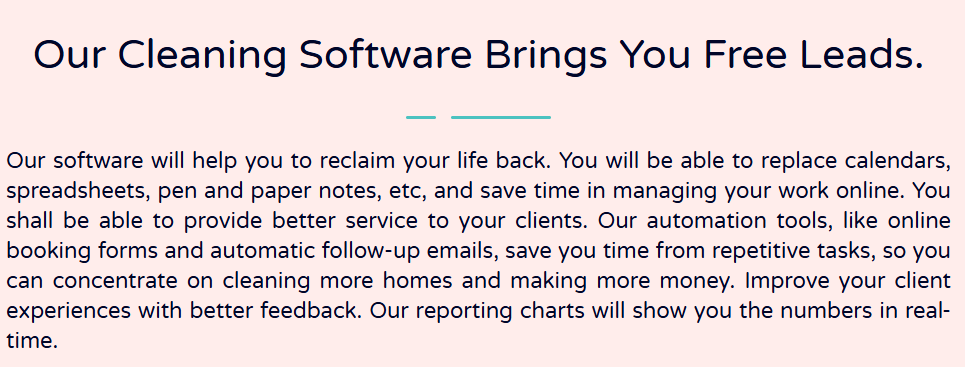 Our Cleaning Software Brings You Free Leads.
Our software will help you to reclaim your life back. You will be able to replace calendars,
spreadsheets, pen and paper notes, etc, and save time in managing your work online. You
shall be able to provide better service to your clients. Our automation tools, like online
booking forms and automatic follow-up emails, save you time from repetitive tasks, so you
can concentrate on cleaning more homes and making more money. Improve your client
experiences with better feedback. Our reporting charts will show you the numbers in real-
time.